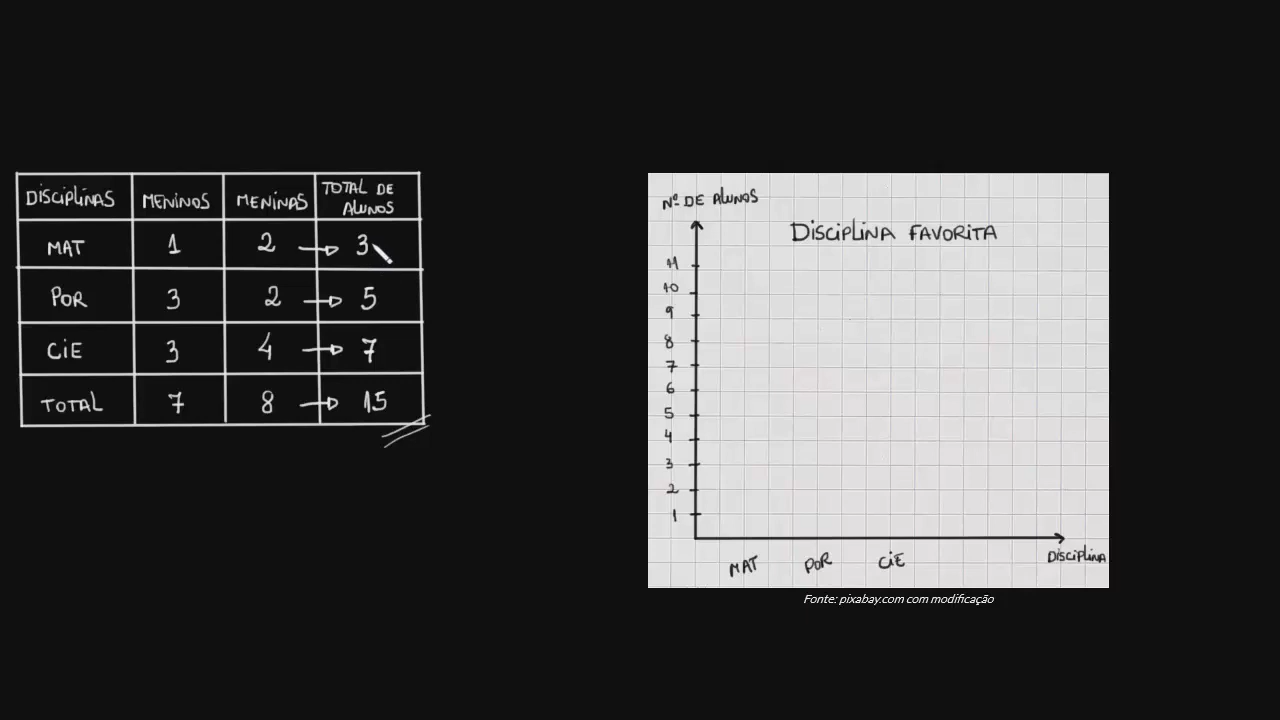 DISCIPLINAS MENINOS MENINAS TOTAL DE ALUNOS
MAT 1 2 3
POR 3 2 5
CIE 3 4 7
TOTAL 7 8 15
Nº DE ALUNOS
DISCIPLINA FAVORITA
11
10
9
8
7
6
5
4
3
2
1
MAT POR CIE DISCIPLINA
Fonte: pixabay.com com modificação